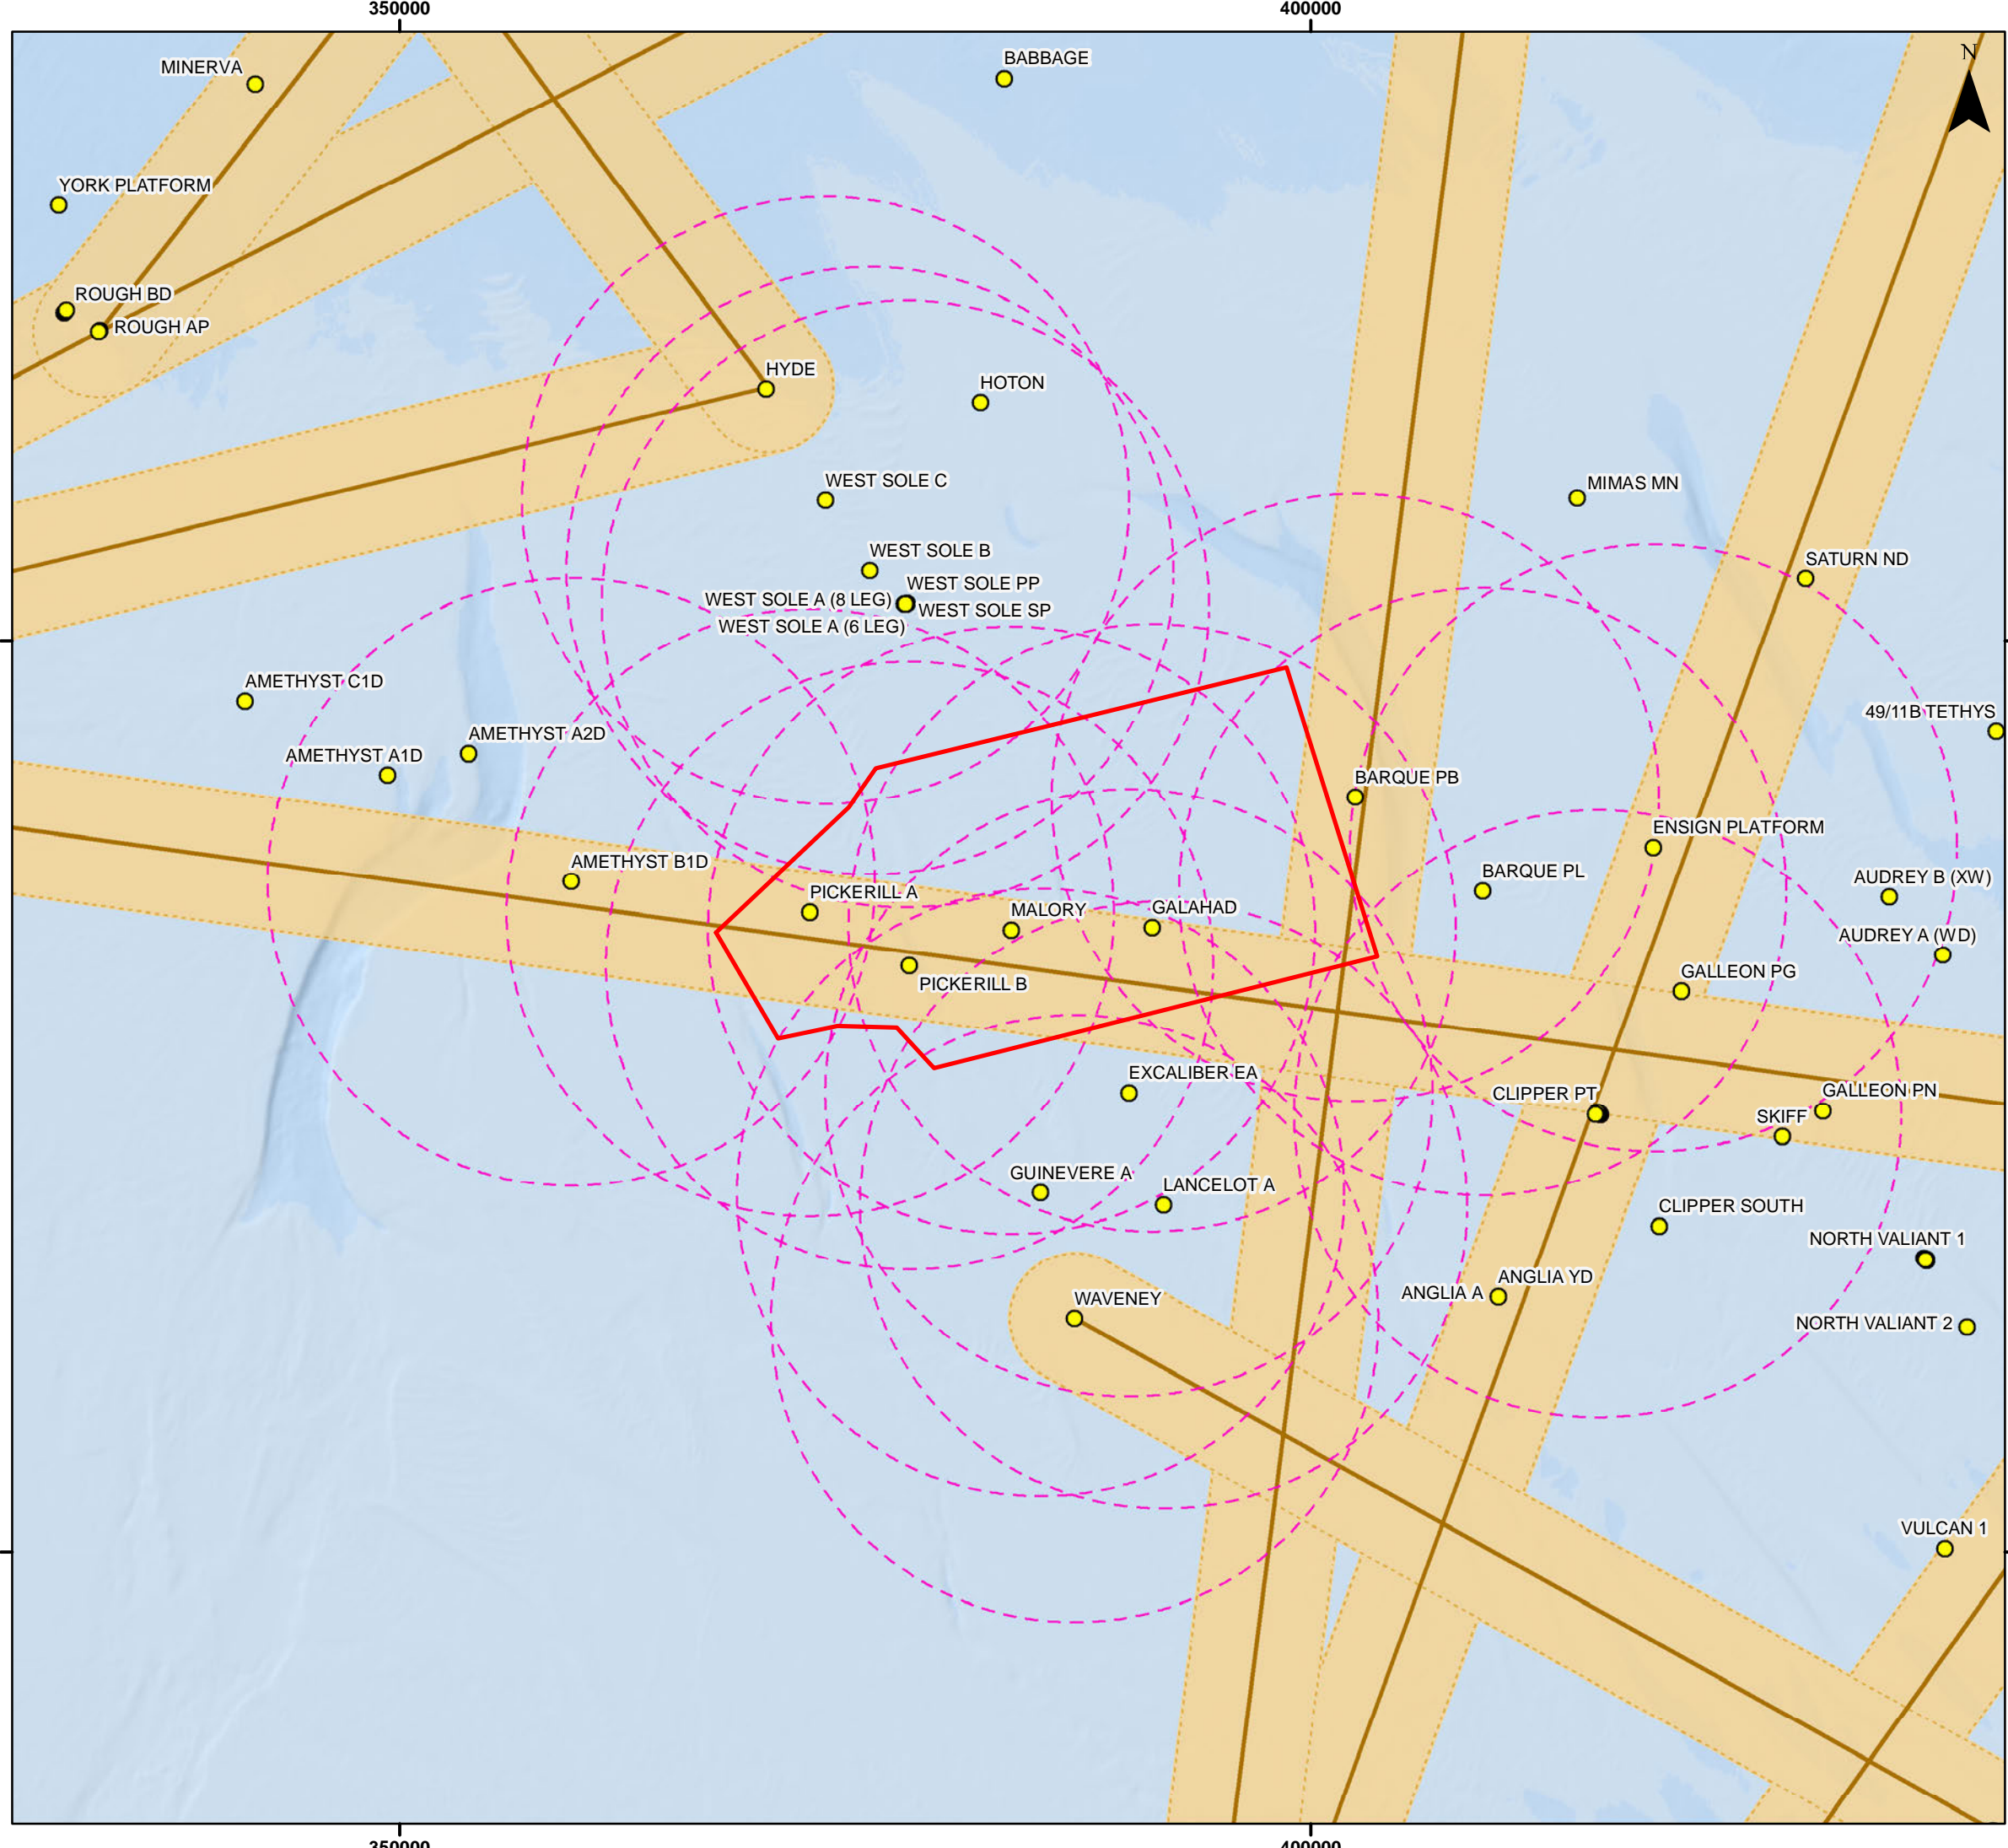 350000
400000
N
BABBAGE
MINERVA
YORK PLATFORM
ROUGH BD
ROUGH AP
HYDE
HOTON
WEST SOLE C
MIMAS MN
WEST SOLE B
SATURN ND
WEST SOLE PP
WEST SOLE A (8 LEG)
WEST SOLE SP
WEST SOLE A (6 LEG)
AMETHYST C1D
49/11B TETHYS
AMETHYST A2D
AMETHYST A1D
BARQUE PB
ENSIGN PLATFORM
AMETHYST B1D
BARQUE PL
AUDREY B (XW)
PICKERILL A
MALORY
GALAHAD
AUDREY A (WD)
GALLEON PG
PICKERILL B
EXCALIBER EA
CLIPPER PT
GALLEON PN
SKIFF
GUINEVERE A
LANCELOT A
CLIPPER SOUTH
NORTH VALIANT 1
ANGLIA YD
ANGLIA A
WAVENEY
NORTH VALIANT 2
VULCAN 1
350000
400000